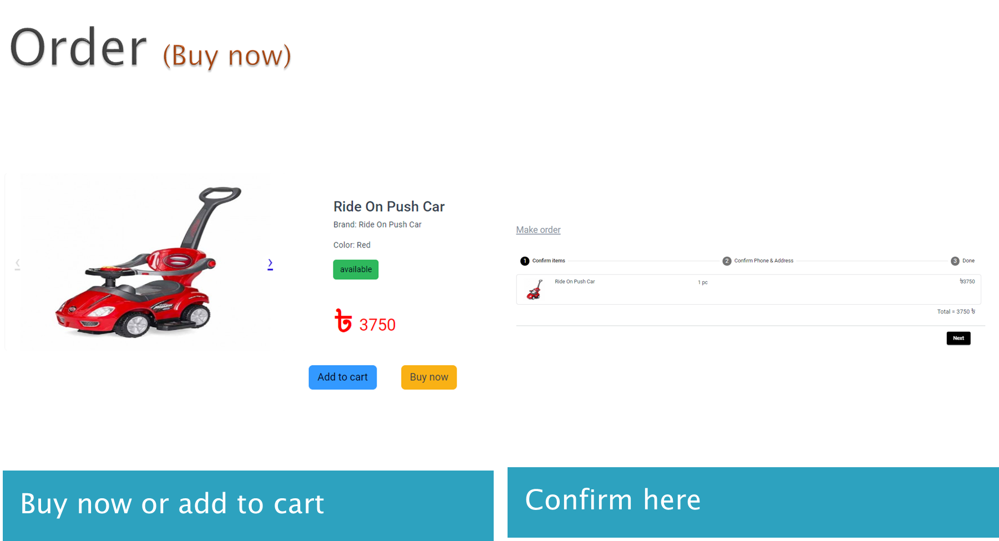 Order (Buy now)
Ride On Push Car
Brand: Ride On Push Car
Color: Red
available
৳ 3750
Add to cart
Buy now
Buy now or add to cart
Make order
1 Confirm items
2 Confirm Phone & Address
3 Done
Ride On Push Car
1 pc
৳3750
Total = 3750 ৳
Next
Confirm here